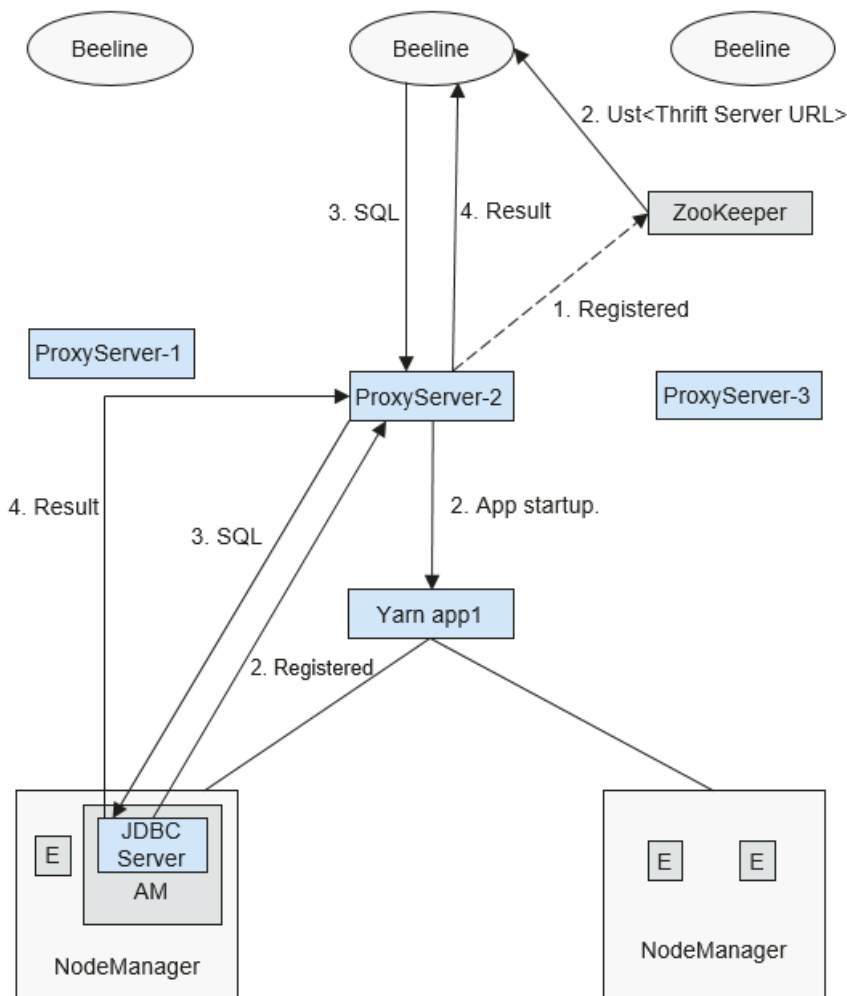 Beeline
Beeline
Beeline
2. Ust<Thrift Server URL>
3. SQL
4. Result
ZooKeeper
1. Registered
ProxyServer-1
ProxyServer-2
ProxyServer-3
4. Result
3. SQL
2. App startup.
Yarn app1
2. Registered
JDBC
Server
E
AM
NodeManager
E
E
NodeManager